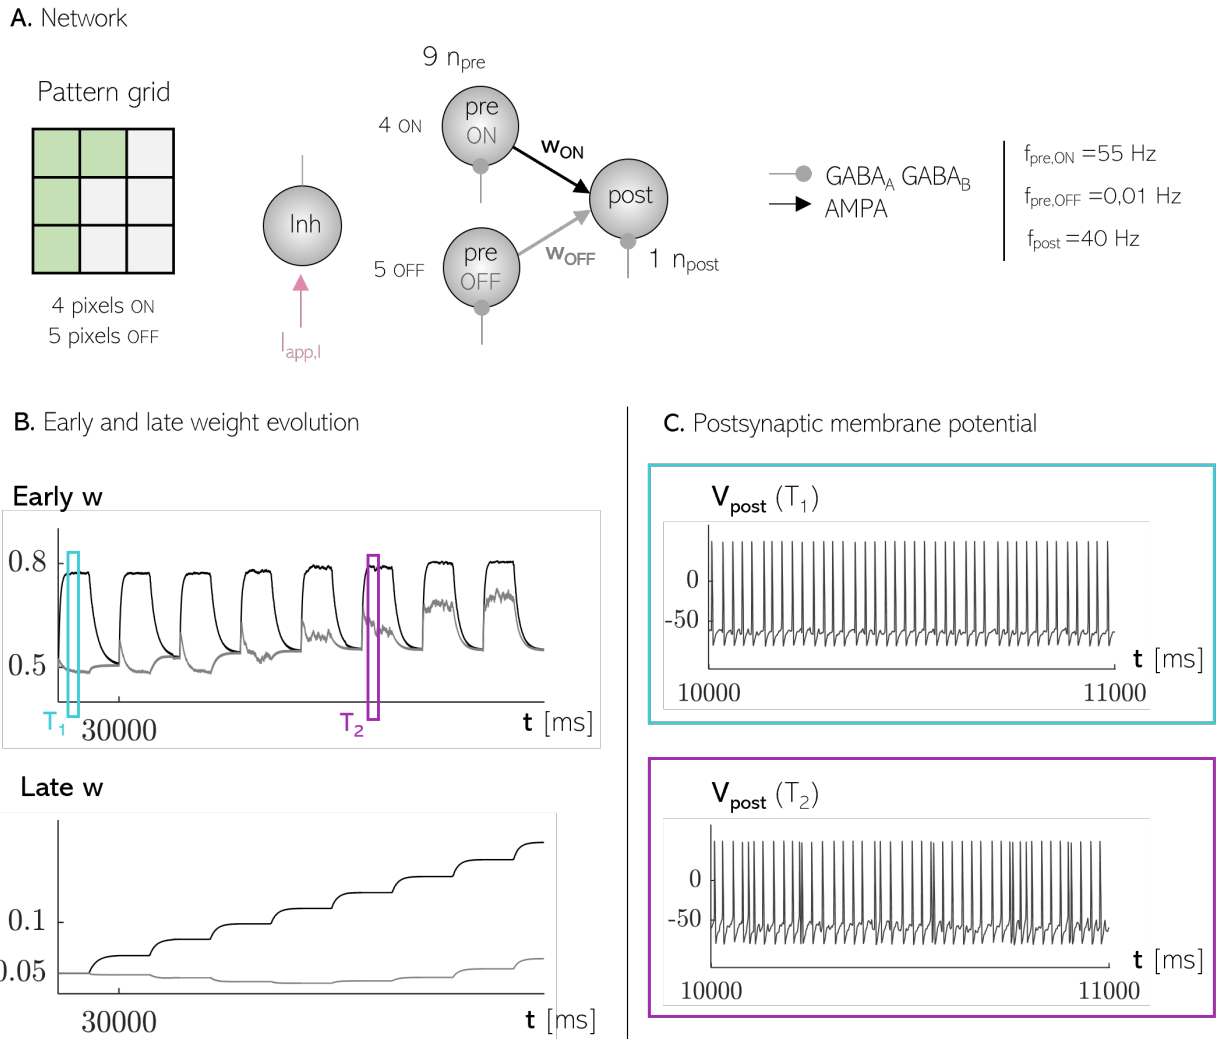 A. Network
Pattern grid
4 pixels ON
5 pixels OFF
Inh
Iapp,I
9 npre
4 ON
pre
ON
wON
post
5 OFF
pre
OFF
wOFF
1 npost
GABAA GABAB
AMPA
fpre,ON =55 Hz
fpre,OFF =0,01 Hz
fpost =40 Hz
B. Early and late weight evolution
Early w
0.8
0.5
T1
30000
T2
t [ms]
Late w
0.1
0.05
30000
t [ms]
C. Postsynaptic membrane potential
Vpost (T1)
0
-50
t [ms]
10000
11000
Vpost (T2)
0
-50
t [ms]
10000
11000